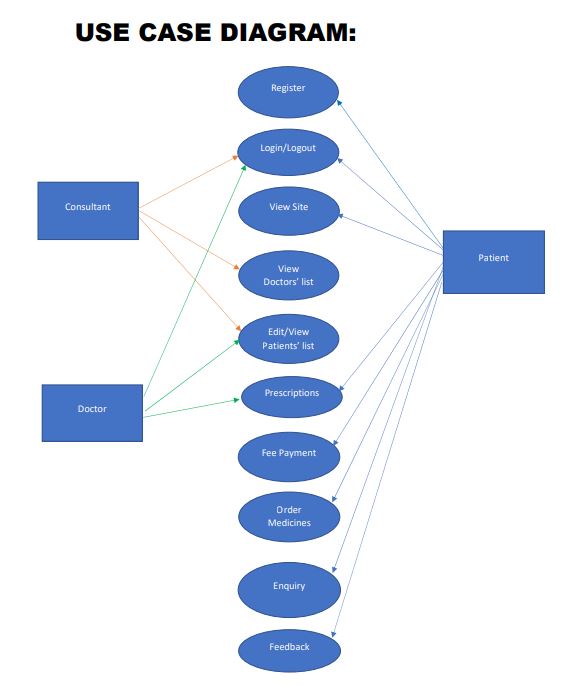 USE CASE DIAGRAM:
Register
Login/Logout
Consultant
View Site
Patient
View
Doctors' list
Edit/View
Patients' list
Doctor
Prescriptions
Fee Payment
Order
Medicines
Enquiry
Feedback